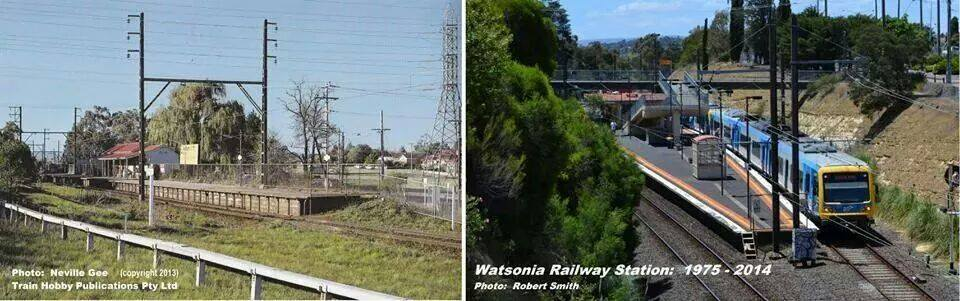 Photo: Neville Gee (copyright 2013)
Train Hobby Publications Pty Ltd
Watsonia Railway Station: 1975 - 2014
Photo: Robert Smith